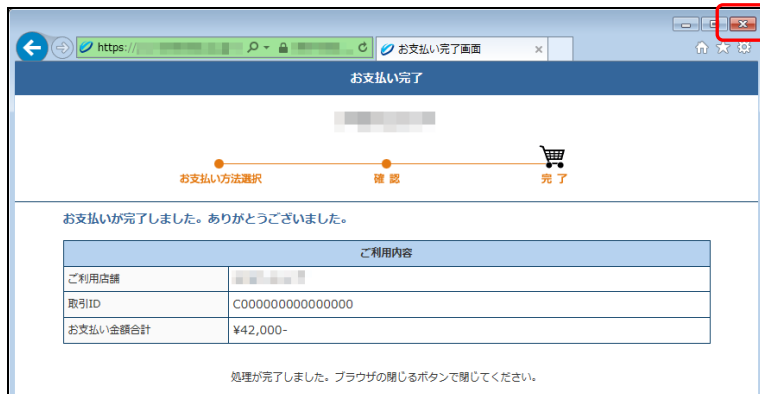 https://
お支払い完了画面
お支払い完了
お支払い方法選択
確 認
完 了
お支払いが完了しました。ありがとうございました。
ご利用内容
ご利用店舗
取引ID C000000000000000
お支払い金額合計 ¥42,000-
処理が完了しました。ブラウザの閉じるボタンで閉じてください。